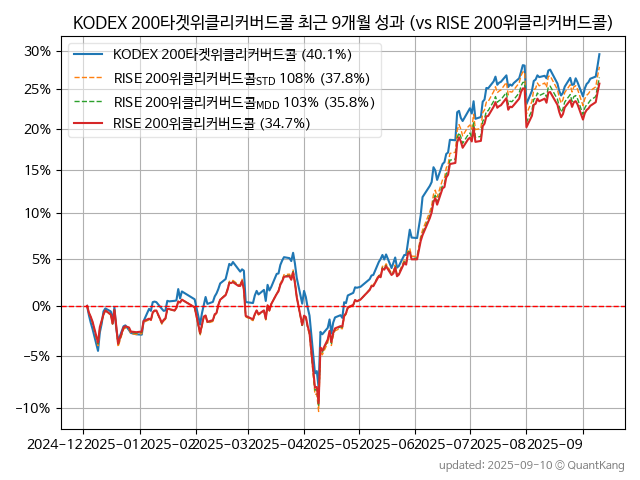 KODEX 200타겟위클리커버드콜 최근 9개월 성과 (vs RISE 200위클리커버드콜)
KODEX 200타겟위클리커버드콜 (40.1%)
RISE 200위클리커버드콜STD 108% (37.8%)
RISE 200위클리커버드콜MDD 103% (35.8%)
RISE 200위클리커버드콜 (34.7%)
30%
25%
20%
15%
10%
5%
0%
−5%
−10%
2024-12 2025-01 2025-02 2025-03 2025-04 2025-05 2025-06 2025-07 2025-08 2025-09
updated: 2025-09-10 © QuantKang